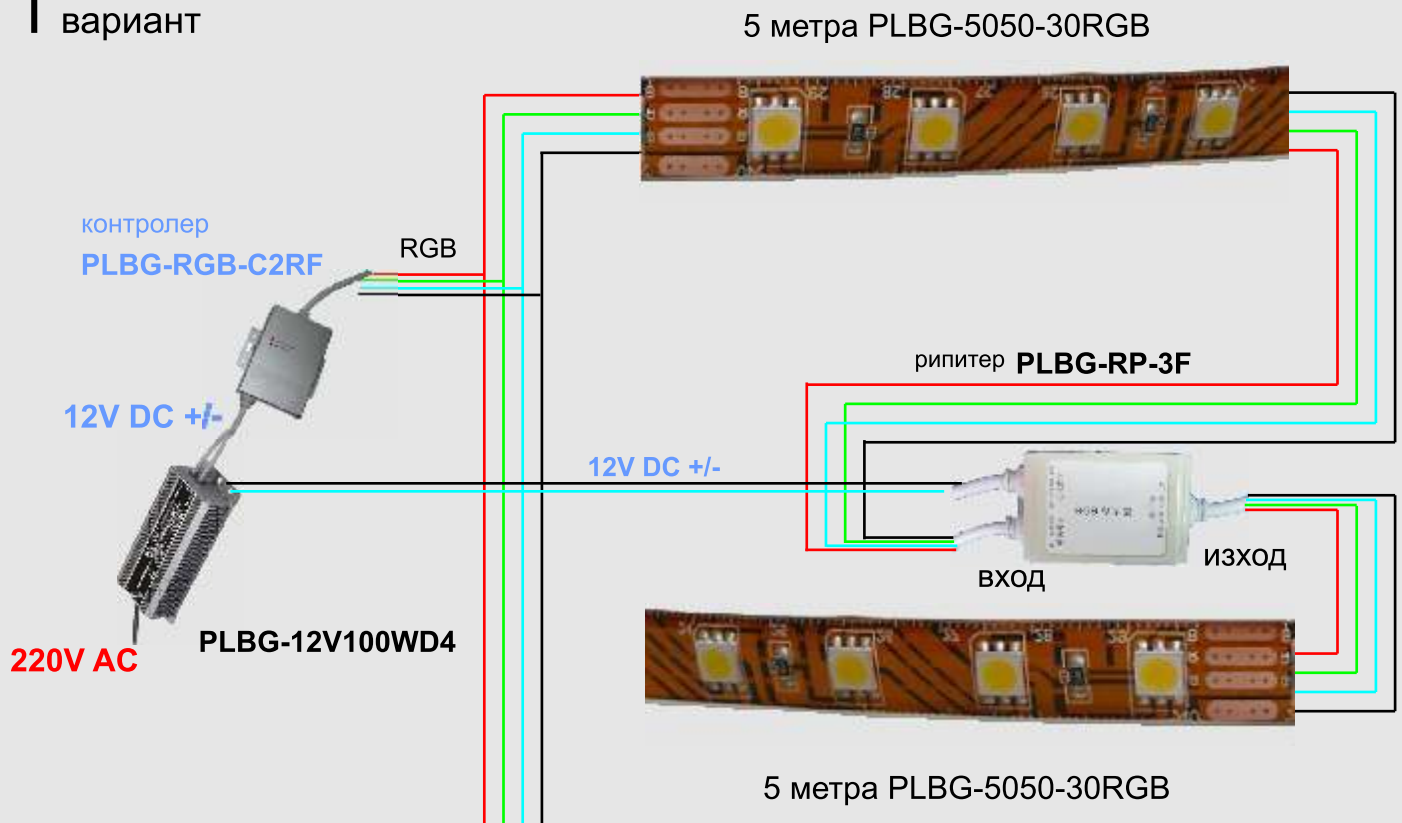 I вариант
5 метра PLBG-5050-30RGB
контролер
PLBG-RGB-C2RF
RGB
рипитер PLBG-RP-3F
12V DC +/-
12V DC +/-
вход
изход
PLBG-12V100WD4
220V AC
5 метра PLBG-5050-30RGB